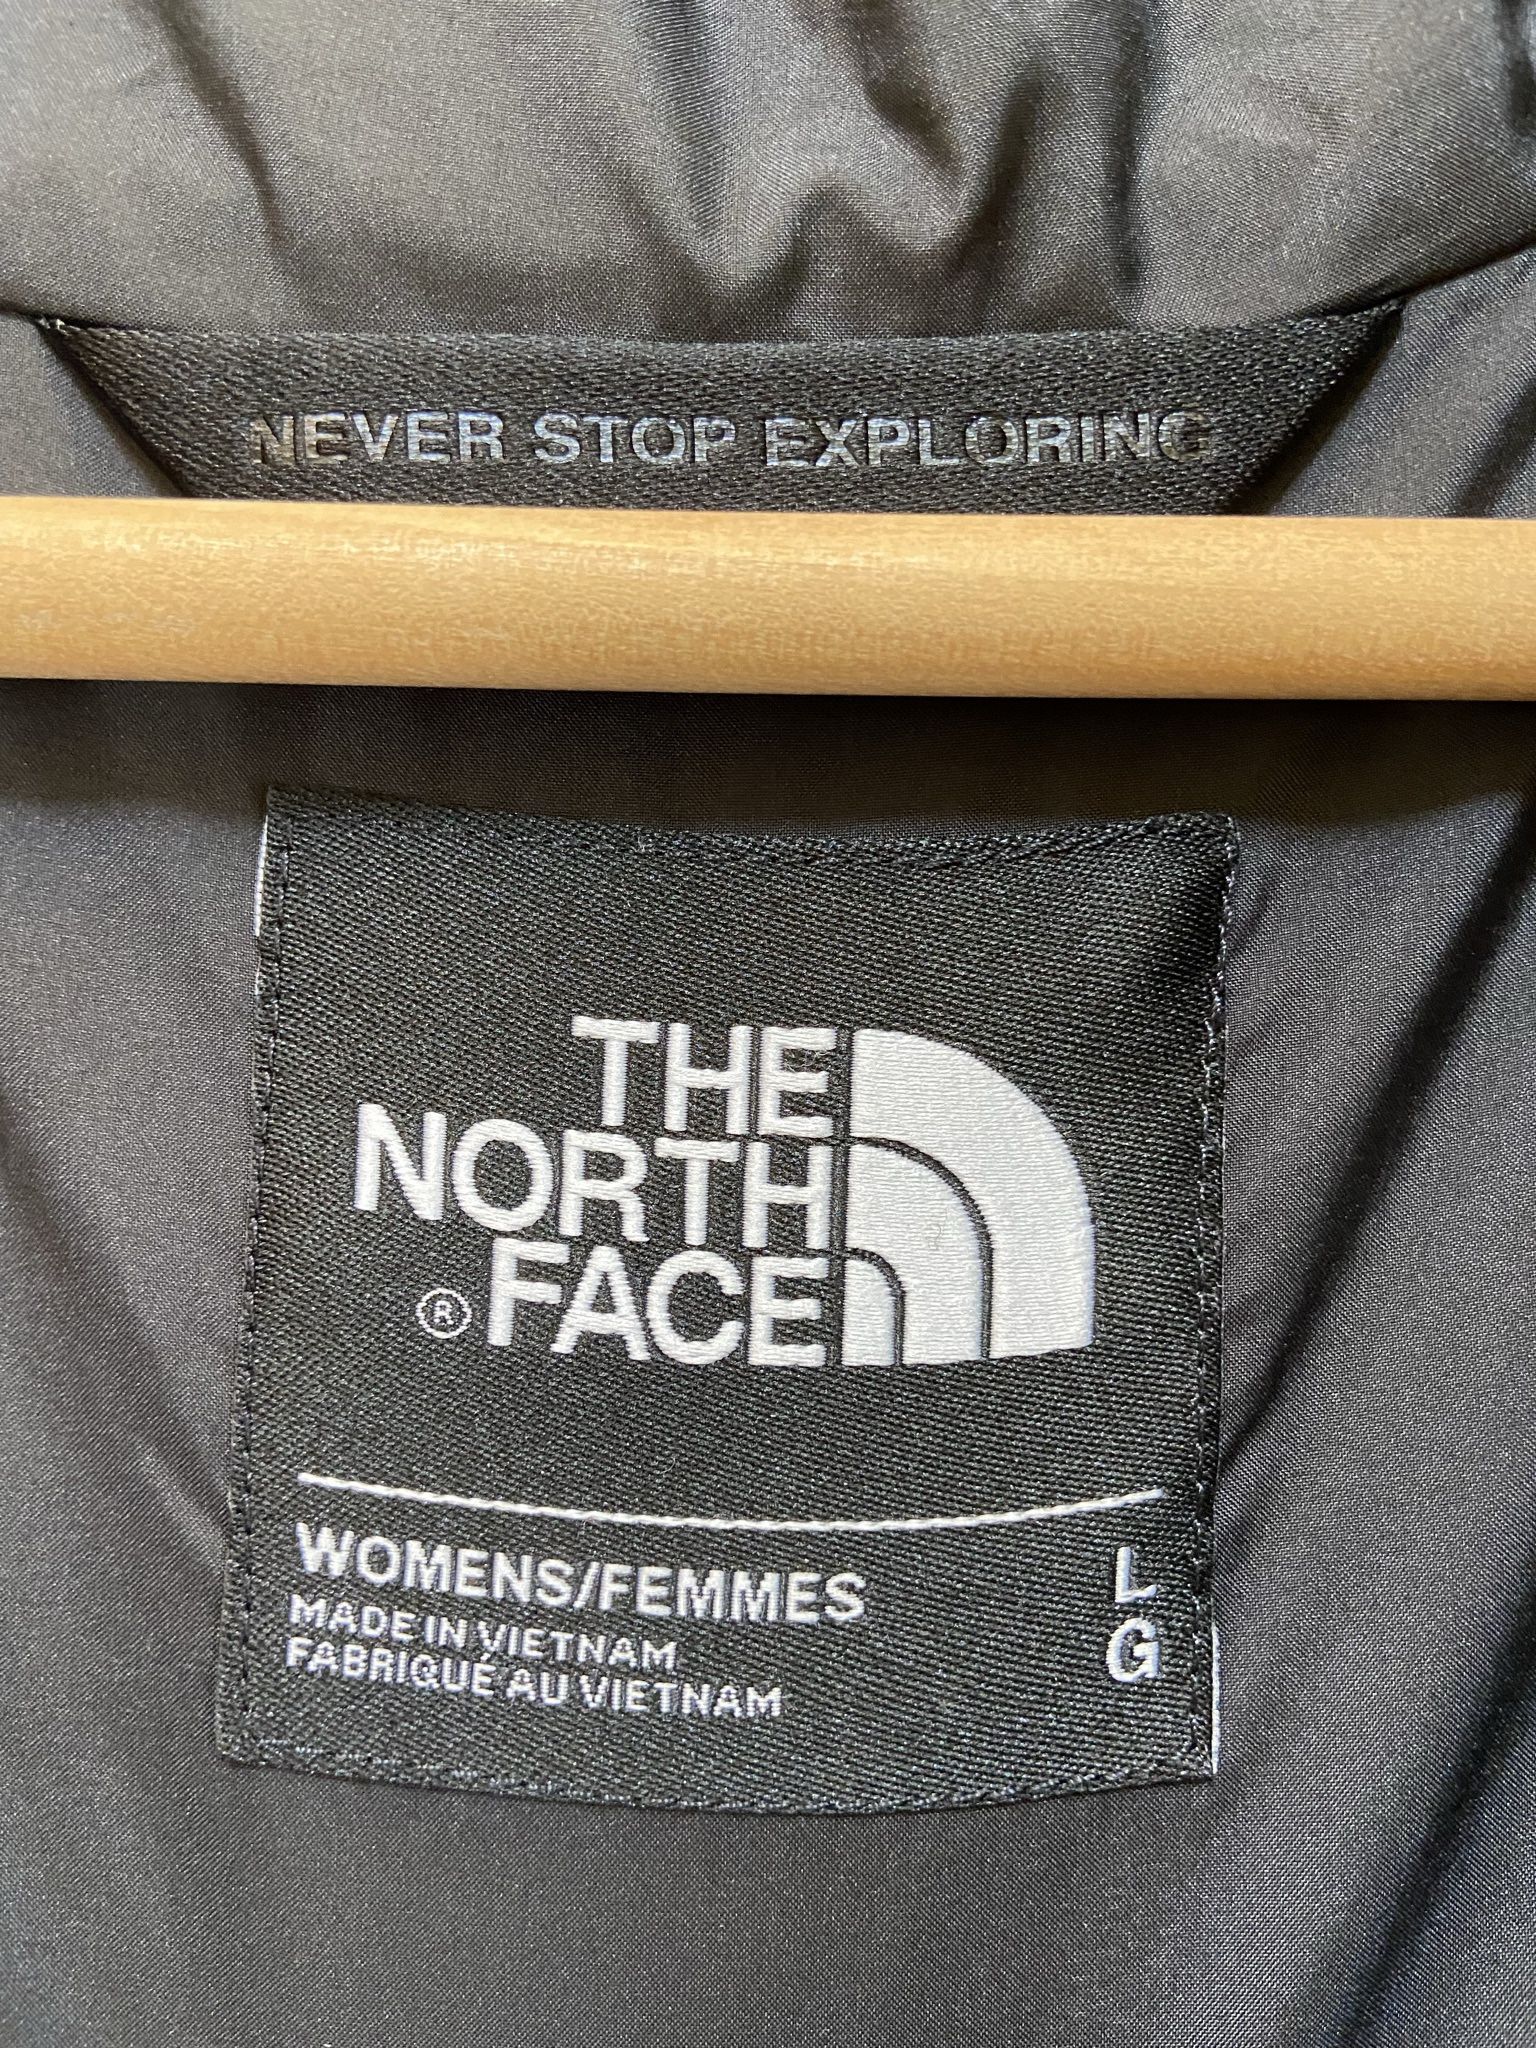 NEVER STOP EXPLORING
THE
NORTH
® FACE
WOMENS/FEMMES
MADE IN VIETNAM
FABRIQUE AU VIETNAM
L
G